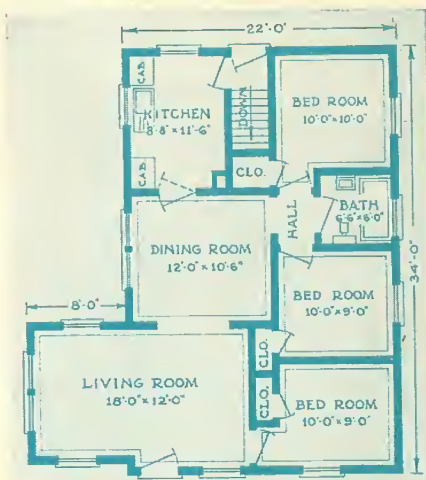 22'-0"
CAB.
KITCHEN
8'-8" × 11'-6"
CAB.
DOWN
BED ROOM
10'-0" × 10'-0"
CLO.
HALL
BATH
6'-6" × 6'-0"
34'-0"
DINING ROOM
12'-0" × 10'-6"
BED ROOM
10'-0" × 9'-0"
8'-0"
CLO.
LIVING ROOM
18'-0" × 12'-0"
CLO.
BED ROOM
10'-0" × 9'-0"